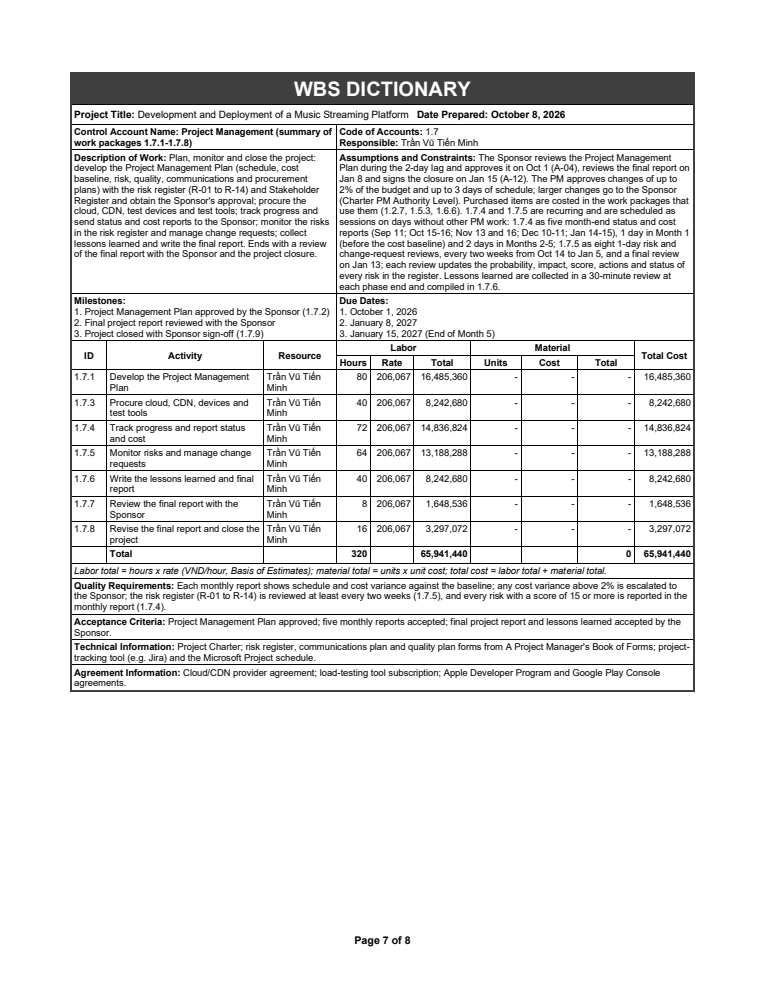 WBS DICTIONARY
Project Title: Development and Deployment of a Music Streaming Platform Date Prepared: October 8, 2026
Control Account Name: Project Management (summary of
work packages 1.7.1-1.7.8)
Code of Accounts: 1.7
Responsible: Trần Vũ Tiến Minh
Description of Work: Plan, monitor and close the project:
develop the Project Management Plan (schedule, cost
baseline, risk, quality, communications and procurement
plans) with the risk register (R-01 to R-14) and Stakeholder
Register and obtain the Sponsor's approval; procure the
cloud, CDN, test devices and test tools; track progress and
send status and cost reports to the Sponsor; monitor the risks
in the risk register and manage change requests; collect
lessons learned and write the final report. Ends with a review
of the final report with the Sponsor and the project closure.
Assumptions and Constraints: The Sponsor reviews the Project Management
Plan during the 2-day lag and approves it on Oct 1 (A-04), reviews the final report on
Jan 8 and signs the closure on Jan 15 (A-12). The PM approves changes of up to
2% of the budget and up to 3 days of schedule; larger changes go to the Sponsor
(Charter PM Authority Level). Purchased items are costed in the work packages that
use them (1.2.7, 1.5.3, 1.6.6). 1.7.4 and 1.7.5 are recurring and are scheduled as
sessions on days without other PM work: 1.7.4 as five month-end status and cost
reports (Sep 11; Oct 15-16; Nov 13 and 16; Dec 10-11; Jan 14-15), 1 day in Month 1
(before the cost baseline) and 2 days in Months 2-5; 1.7.5 as eight 1-day risk and
change-request reviews, every two weeks from Oct 14 to Jan 5, and a final review
on Jan 13; each review updates the probability, impact, score, actions and status of
every risk in the register. Lessons learned are collected in a 30-minute review at
each phase end and compiled in 1.7.6.
Milestones:
1. Management Plan approved by the Sponsor (1.7.2)
2. Final project report reviewed with the Sponsor
3. Project closed with Sponsor sign-off (1.7.9)
Due Dates:
1. October 1, 2026
2. January 8, 2027
3. January 15, 2027 (End of Month 5)
ID Activity Resource Labor Material Total Cost
Hours Rate Total Units Cost Total
1.7.1 Develop the Project Management Trần Vũ Tiến 80 206,067 16,485,360 - - - 16,485,360
Plan Minh
1.7.3 Procure cloud, CDN, devices and Trần Vũ Tiến 40 206,067 8,242,680 - - - 8,242,680
test tools Minh
1.7.4 Track progress and report status Trần Vũ Tiến 72 206,067 14,836,824 - - - 14,836,824
and cost Minh
1.7.5 Monitor risks and manage change Trần Vũ Tiến 64 206,067 13,188,288 - - - 13,188,288
requests Minh
1.7.6 Write the lessons learned and final Trần Vũ Tiến 40 206,067 8,242,680 - - - 8,242,680
report Minh
1.7.7 Review the final report with the Trần Vũ Tiến 8 206,067 1,648,536 - - - 1,648,536
Sponsor Minh
1.7.8 Revise the final report and close the Trần Vũ Tiến 16 206,067 3,297,072 - - - 3,297,072
project Minh
Total 320 65,941,440 0 65,941,440
Labor total = hours x rate (VND/hour, Basis of Estimates); material total = units x unit cost; total cost = labor total + material total.
Quality Requirements: Each monthly report shows schedule and cost variance against the baseline; any cost variance above 2% is escalated to
the Sponsor; the risk register (R-01 to R-14) is reviewed at least every two weeks (1.7.5), and every risk with a score of 15 or more is reported in the
monthly report (1.7.4).
Acceptance Criteria: Project Management Plan approved; five monthly reports accepted; final project report and lessons learned accepted by the
Sponsor.
Technical Information: Project Charter; risk register, communications plan and quality plan forms from A Project Manager's Book of Forms; project-
tracking tool (e.g. Jira) and the Microsoft Project schedule.
Agreement Information: Cloud/CDN provider agreement; load-testing tool subscription; Apple Developer Program and Google Play Console
agreements.
Page 7 of 8